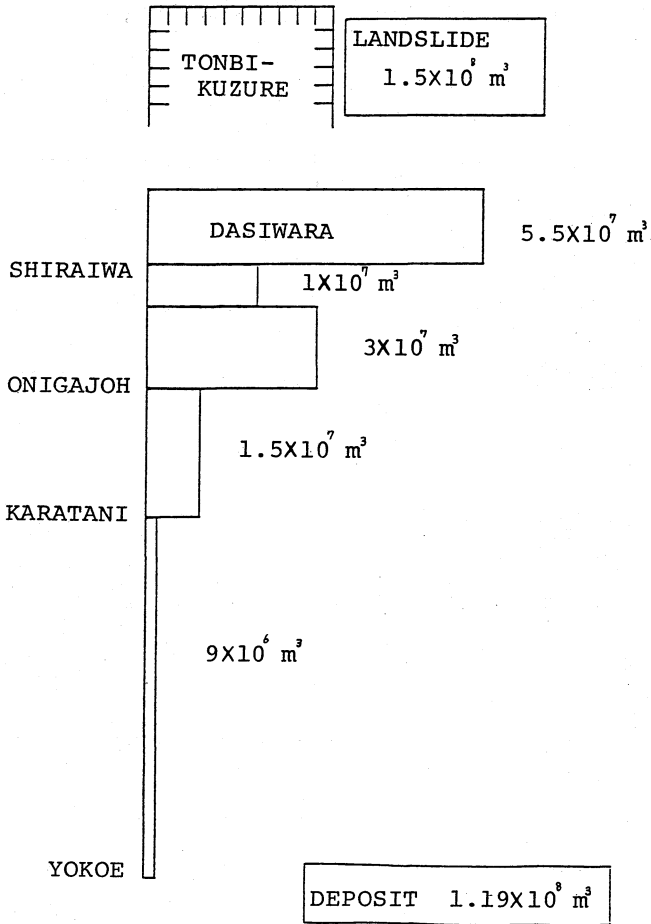 TONBI-
KUZURE
LANDSLIDE
1.5X10⁸ m³
DASIWARA
5.5X10⁷ m³
SHIRAIWA
1X10⁷ m³
3X10⁷ m³
ONIGAJOH
1.5X10⁷ m³
KARATANI
9X10⁶ m³
YOKOE
DEPOSIT 1.19X10⁸ m³